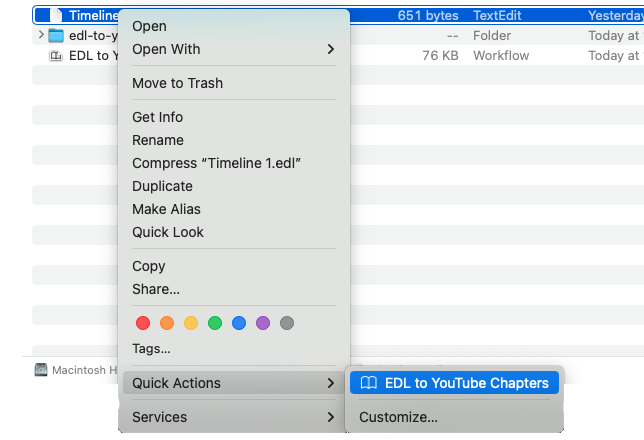 Timeline 651 bytes TextEdit Yesterda
edl-to-y -- Folder Today at
EDL to Y 76 KB Workflow Today at
Open
Open With
Move to Trash
Get Info
Rename
Compress “Timeline 1.edl”
Duplicate
Make Alias
Quick Look
Copy
Share...
Tags...
Macintosh H
Quick Actions
EDL to YouTube Chapters
Services
Customize...